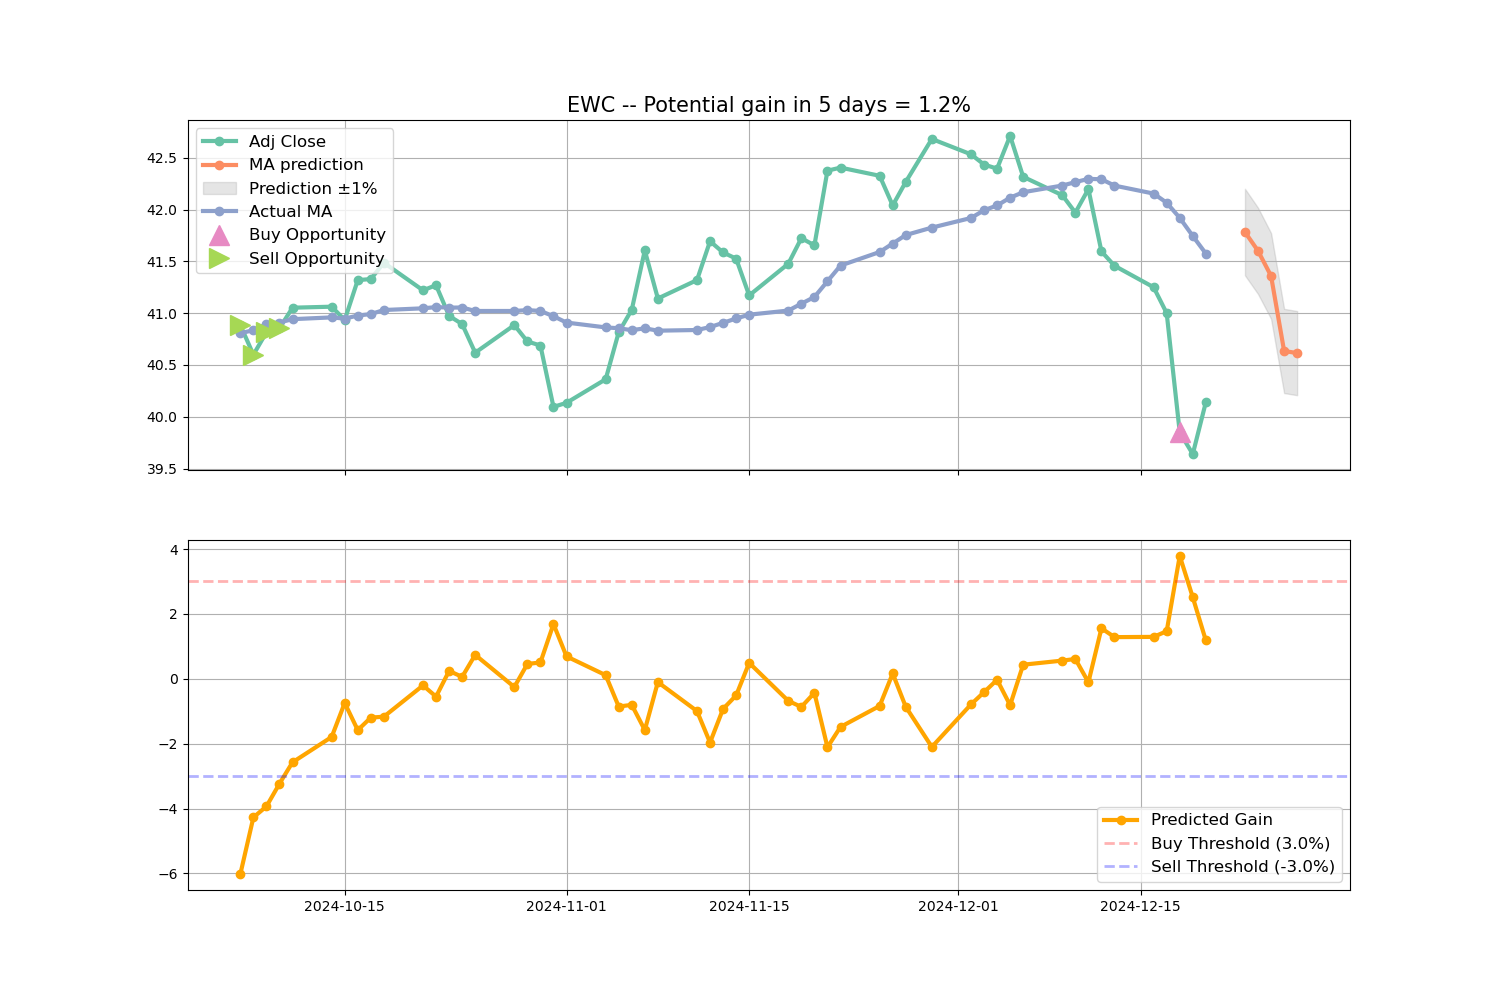 EWC -- Potential gain in 5 days = 1.2%
Adj Close
MA prediction
Prediction ±1%
Actual MA
Buy Opportunity
Sell Opportunity
42.5
42.0
41.5
41.0
40.5
40.0
39.5
4
2
0
−2
−4
−6
Predicted Gain
Buy Threshold (3.0%)
Sell Threshold (-3.0%)
2024-10-15
2024-11-01
2024-11-15
2024-12-01
2024-12-15